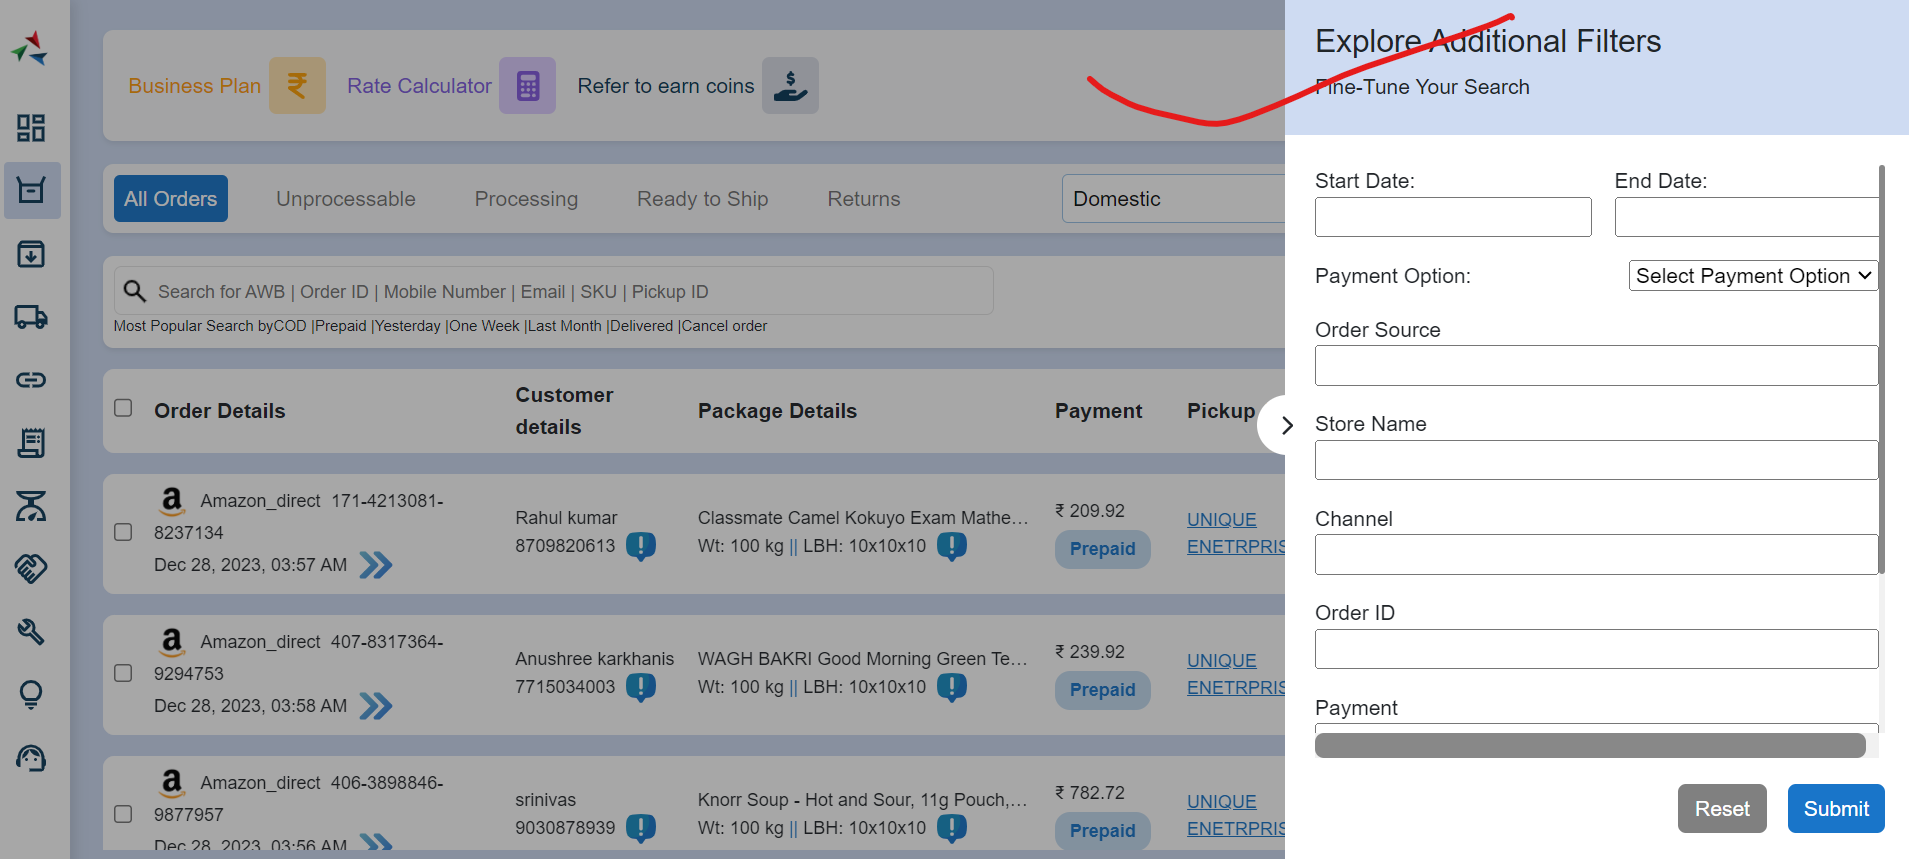 Business Plan ₹ Rate Calculator Refer to earn coins $
All Orders Unprocessable Processing Ready to Ship Returns Domestic
Search for AWB | Order ID | Mobile Number | Email | SKU | Pickup ID
Most Popular Search byCOD |Prepaid |Yesterday |One Week |Last Month |Delivered |Cancel order
Order Details Customer details Package Details Payment Pickup
a Amazon_direct 171-4213081-
8237134
Dec 28, 2023, 03:57 AM
Rahul kumar
8709820613 !
Classmate Camel Kokuyo Exam Mathe...
Wt: 100 kg || LBH: 10x10x10 !
₹ 209.92
Prepaid
UNIQUE
ENETRPRIS
a Amazon_direct 407-8317364-
9294753
Dec 28, 2023, 03:58 AM
Anushree karkhanis
7715034003 !
WAGH BAKRI Good Morning Green Te...
Wt: 100 kg || LBH: 10x10x10 !
₹ 239.92
Prepaid
UNIQUE
ENETRPRIS
a Amazon_direct 406-3898846-
9877957
Dec 28, 2023, 03:56 AM
srinivas
9030878939 !
Knorr Soup - Hot and Sour, 11g Pouch,...
Wt: 100 kg || LBH: 10x10x10 !
₹ 782.72
Prepaid
UNIQUE
ENETRPRIS
Explore Additional Filters
Fine-Tune Your Search
Start Date: End Date:
Payment Option: Select Payment Option
Order Source
Store Name
Channel
Order ID
Payment
Reset Submit